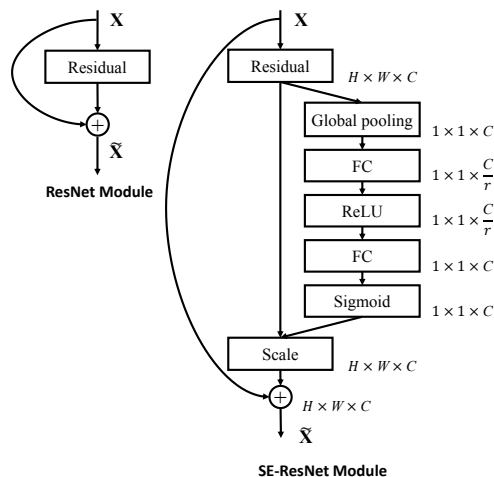 X
Residual
+
X̃
ResNet Module
X
Residual
H × W × C
Global pooling
1 × 1 × C
FC
1 × 1 × C/r
ReLU
1 × 1 × C/r
FC
1 × 1 × C
Sigmoid
1 × 1 × C
Scale
H × W × C
+
H × W × C
X̃
SE-ResNet Module